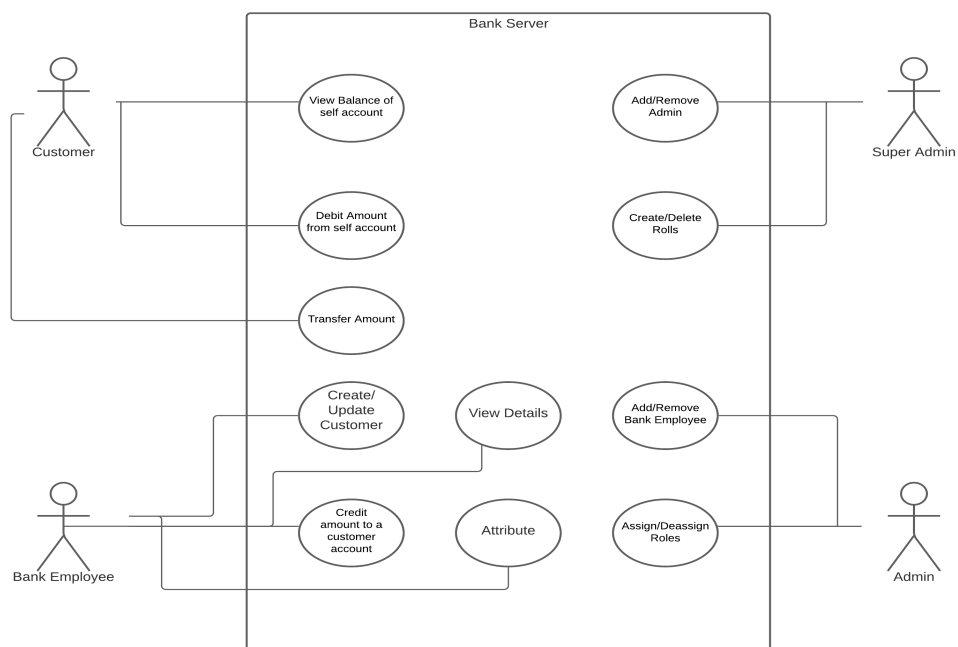 Bank Server
View Balance of
self account
Add/Remove
Admin
Customer
Super Admin
Debit Amount
from self account
Create/Delete
Rolls
Transfer Amount
Create/
Update
Customer
View Details
Add/Remove
Bank Employee
Credit
amount to a
customer
account
Attribute
Assign/Deassign
Roles
Bank Employee
Admin